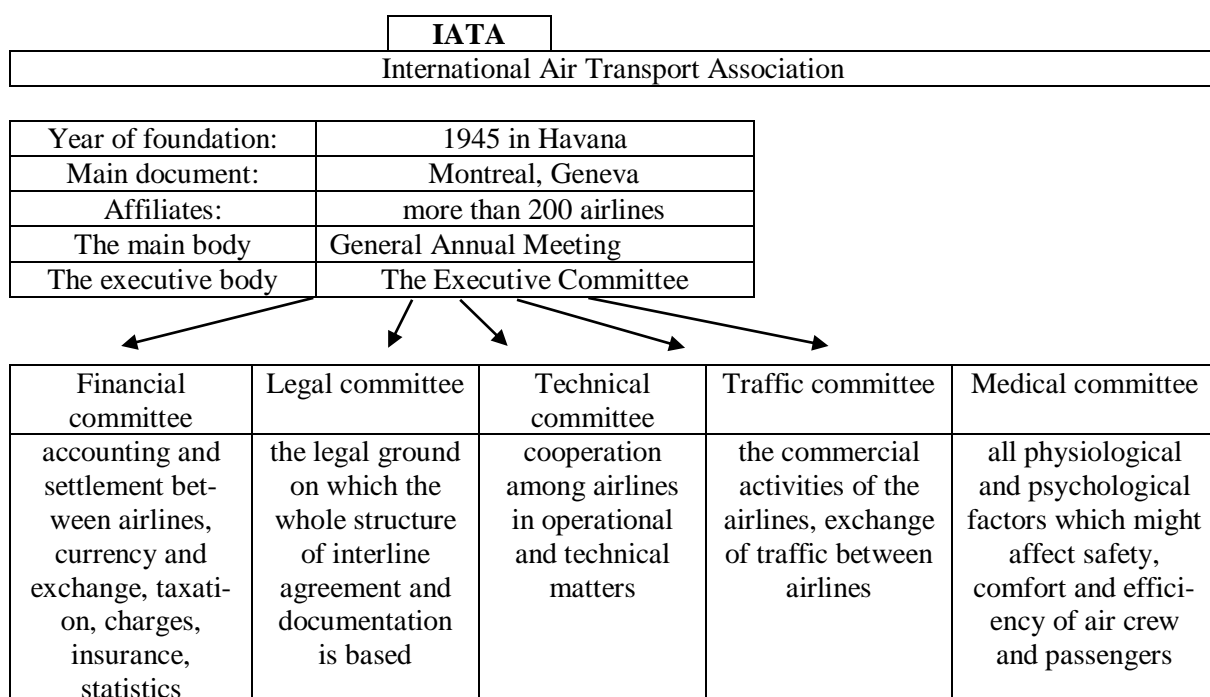 IATA
International Air Transport Association
Year of foundation: 1945 in Havana
Main document: Montreal, Geneva
Affiliates: more than 200 airlines
The main body General Annual Meeting
The executive body The Executive Committee
Financial
committee
Legal committee
Technical
committee
Traffic committee
Medical committee
accounting and
settlement bet-
ween airlines,
currency and
exchange, taxati-
on, charges,
insurance,
statistics
the legal ground
on which the
whole structure
of interline
agreement and
documentation
is based
cooperation
among airlines
in operational
and technical
matters
the commercial
activities of the
airlines, exchange
of traffic between
airlines
all physiological
and psychological
factors which might
affect safety,
comfort and effici-
ency of air crew
and passengers